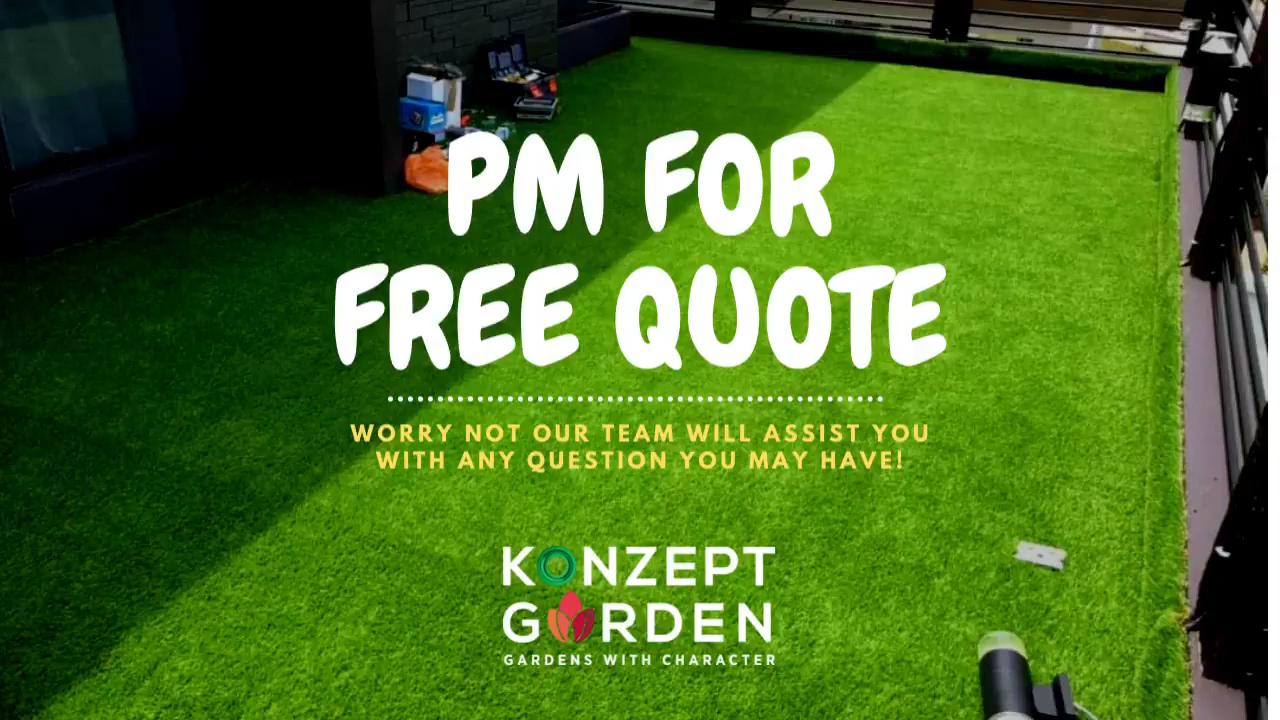 PM FOR
FREE QUOTE
WORRY NOT OUR TEAM WILL ASSIST YOU
WITH ANY QUESTION YOU MAY HAVE!
KONZEPT
GARDEN
GARDENS WITH CHARACTER